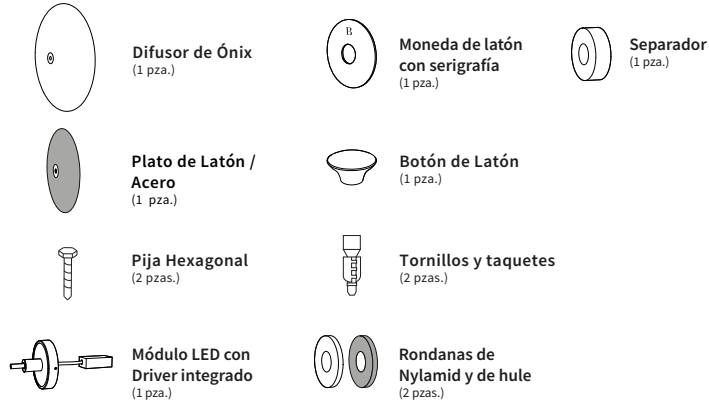 Difusor de Ónix
(1 pza.)
B
Moneda de latón
con serigrafía
(1 pza.)
Separador
(1 pza.)
Plato de Latón /
Acero
(1 pza.)
Botón de Latón
(1 pza.)
Pija Hexagonal
(2 pzas.)
Tornillos y taquetes
(2 pzas.)
Módulo LED con
Driver integrado
(1 pza.)
Rondanas de
Nylamid y de hule
(2 pzas.)